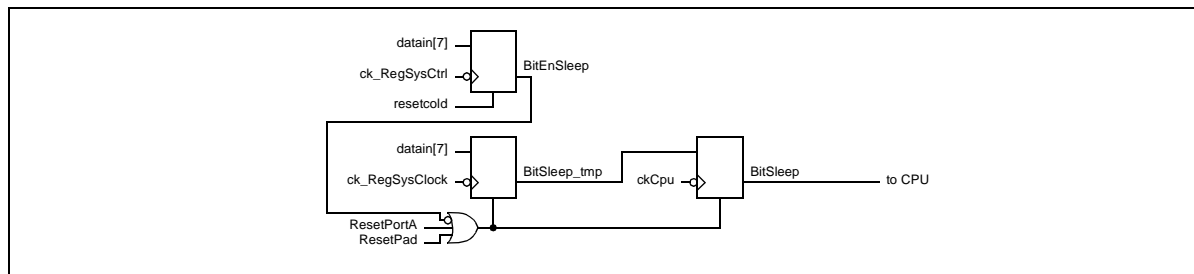 datain[7]
BitEnSleep
ck_RegSysCtrl
resetcold
datain[7]
BitSleep_tmp
BitSleep
ck_RegSysClock
ckCpu
to CPU
ResetPortA
ResetPad